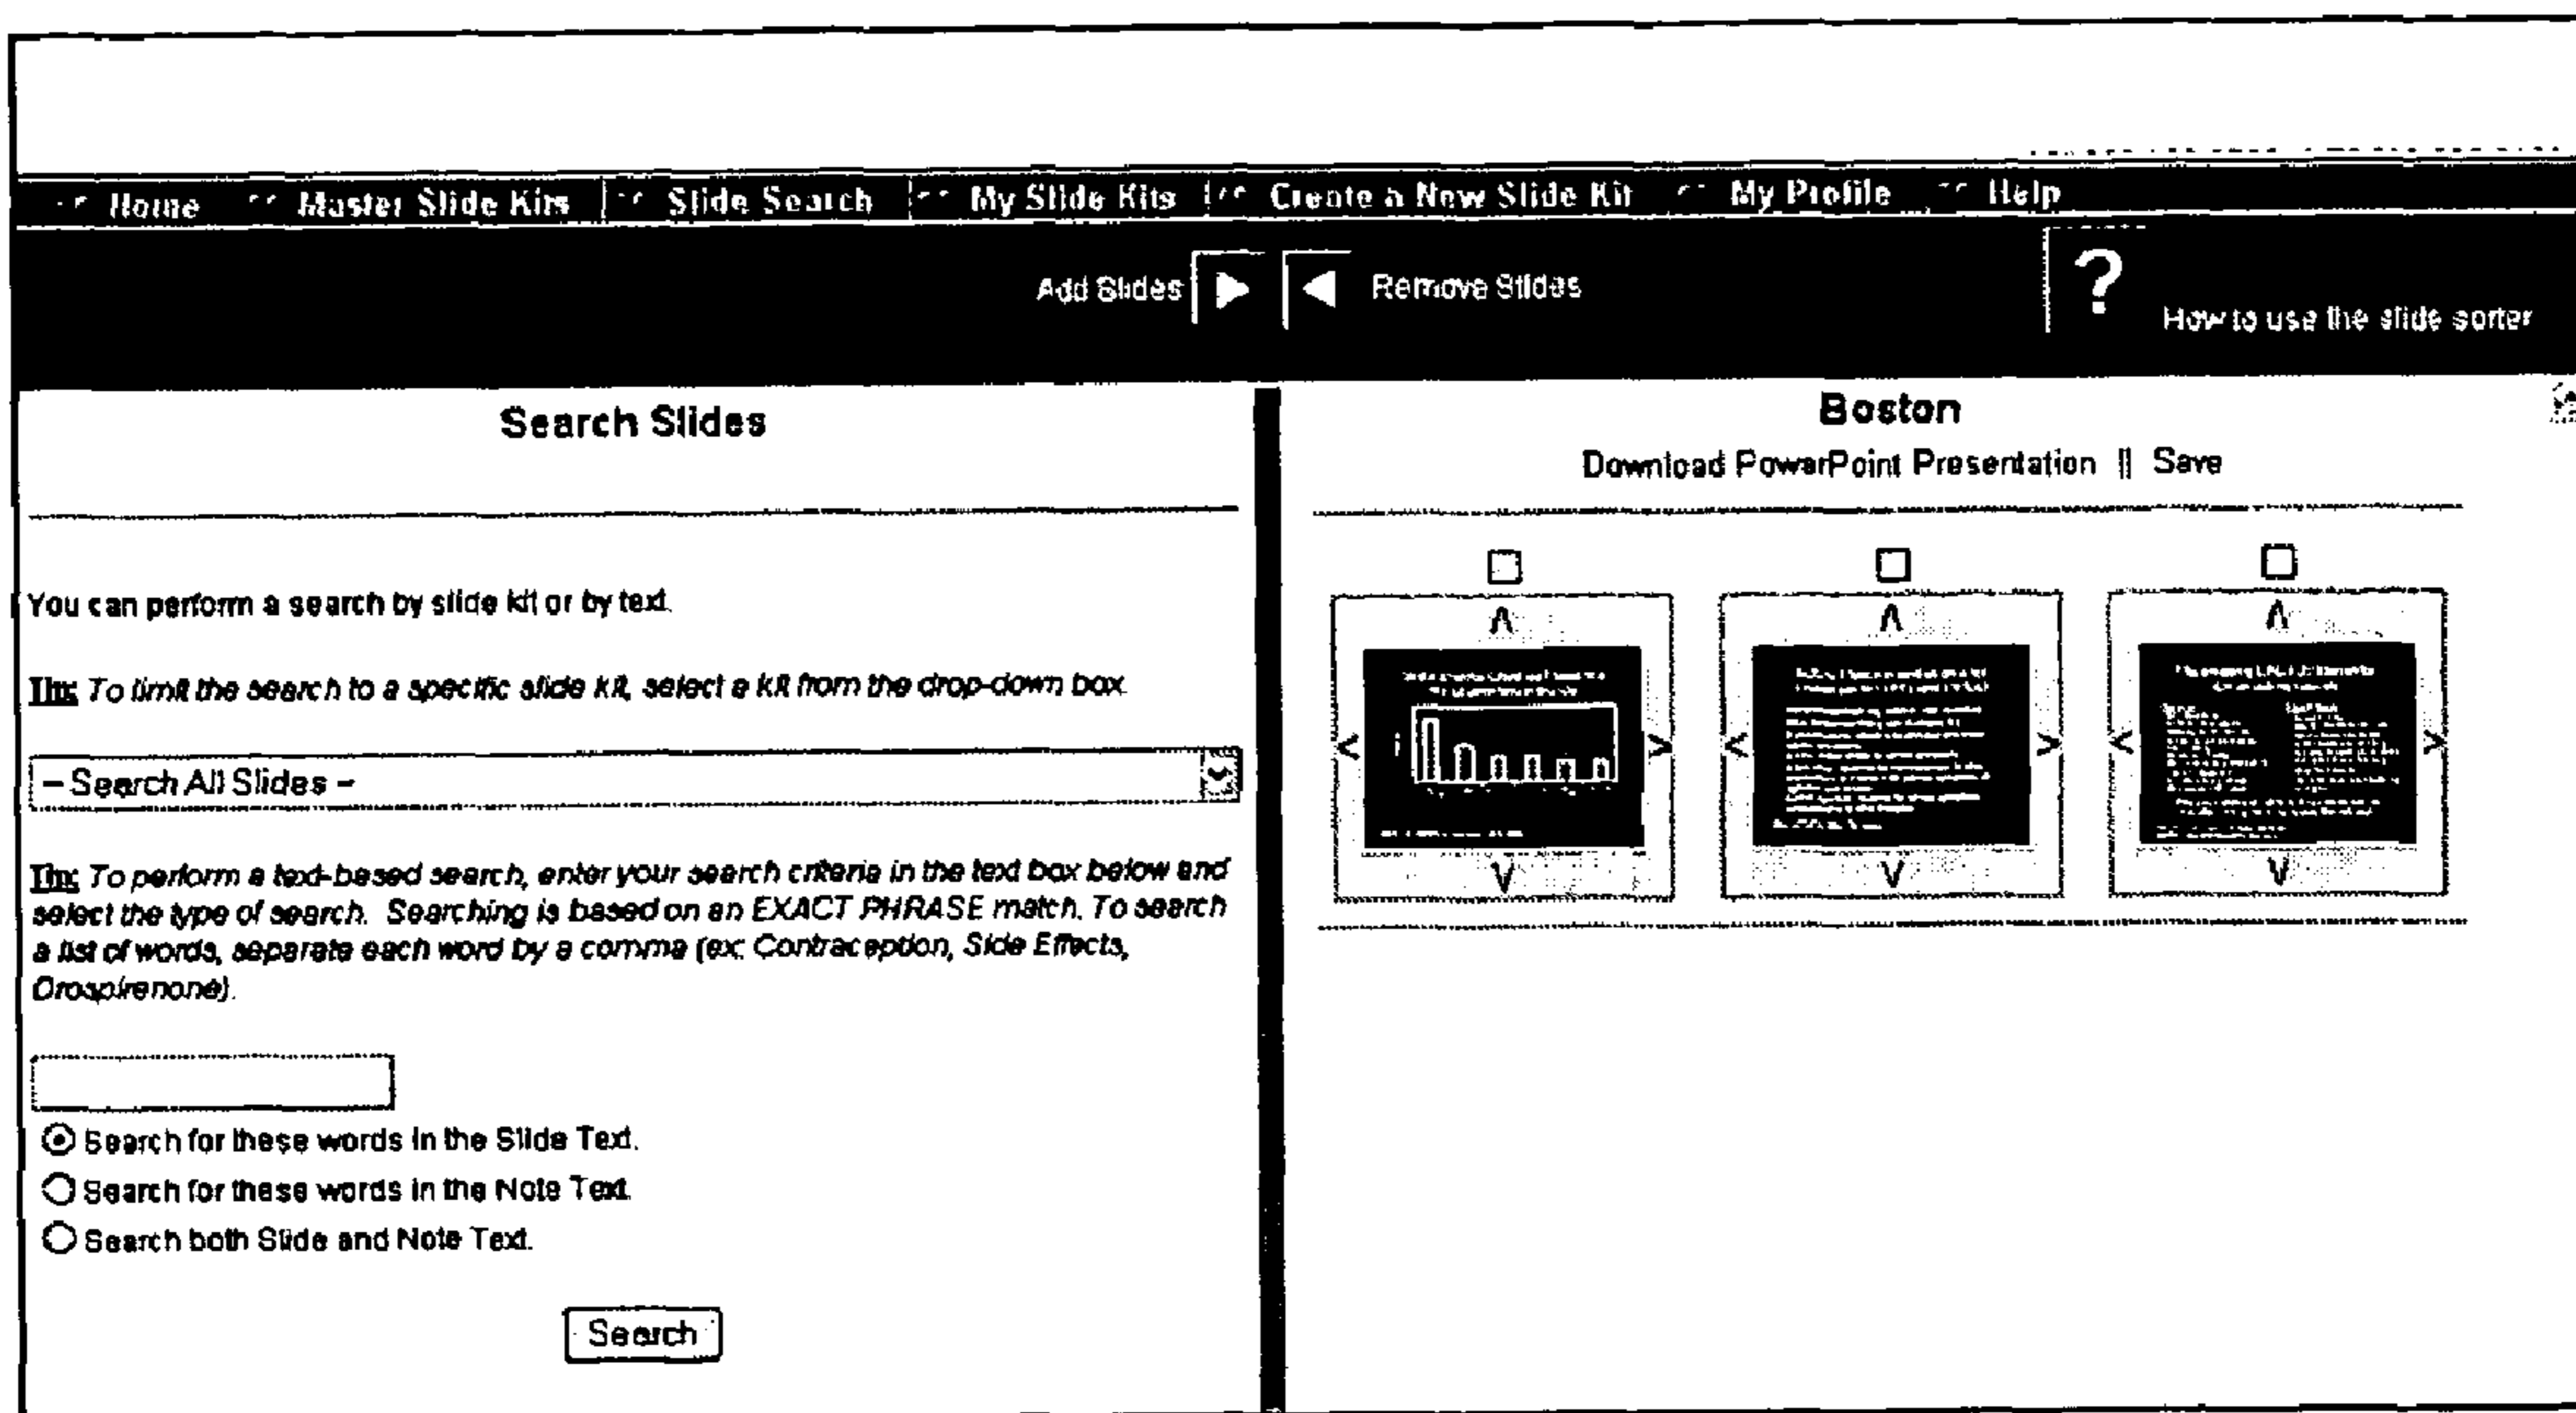 Home Master Slide Kits Slide Search My Slide Kits Create a New Slide Kit My Profile Help
Add Slides Remove Slides
?
How to use the slide sorter
Search Slides
You can perform a search by slide kit or by text.
Tip: To limit the search to a specific slide kit, select a kit from the drop-down box.
– Search All Slides –
Tip: To perform a text-based search, enter your search criteria in the text box below and
select the type of search. Searching is based on an EXACT PHRASE match. To search
a list of words, separate each word by a comma (ex: Contraception, Side Effects,
Drospirenone).
Search for these words in the Slide Text.
Search for these words in the Note Text.
Search both Slide and Note Text.
Search
Boston
Download PowerPoint Presentation || Save